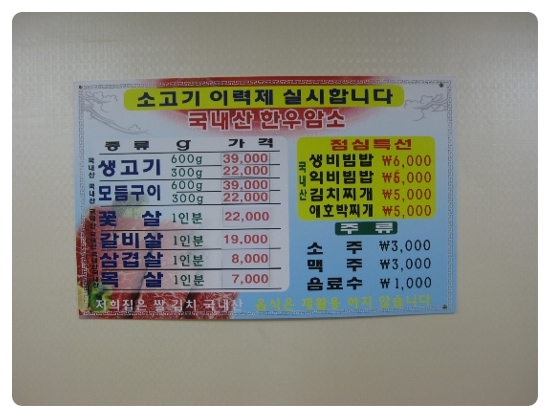 소고기 이력제 실시합니다
국내산 한우암소
종류 g 가격
국내산 생고기 600g 39,000
300g 22,000
국내산 모듬구이 600g 39,000
300g 22,000
꽃살 1인분 22,000
갈비살 1인분 19,000
삼겹살 1인분 8,000
목살 1인분 7,000
점심특선
국내산
생비빔밥 ₩6,000
익비빔밥 ₩6,000
김치찌개 ₩5,000
애호박찌개 ₩5,000
주류
소주 ₩3,000
맥주 ₩3,000
음료수 ₩1,000
저희집은 쌀,김치 국내산 음식은 재활용 하지 않습니다